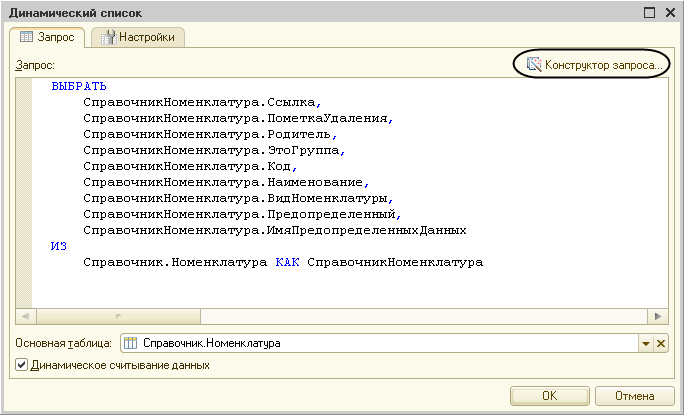 Динамический список
Запрос Настройки
Запрос: Конструктор запроса...
ВЫБРАТЬ
СправочникНоменклатура.Ссылка,
СправочникНоменклатура.ПометкаУдаления,
СправочникНоменклатура.Родитель,
СправочникНоменклатура.ЭтоГруппа,
СправочникНоменклатура.Код,
СправочникНоменклатура.Наименование,
СправочникНоменклатура.ВидНоменклатуры,
СправочникНоменклатура.Предопределенный,
СправочникНоменклатура.ИмяПредопределенныхДанных
ИЗ
Справочник.Номенклатура КАК СправочникНоменклатура
Основная таблица: Справочник.Номенклатура
Динамическое считывание данных
OK Отмена